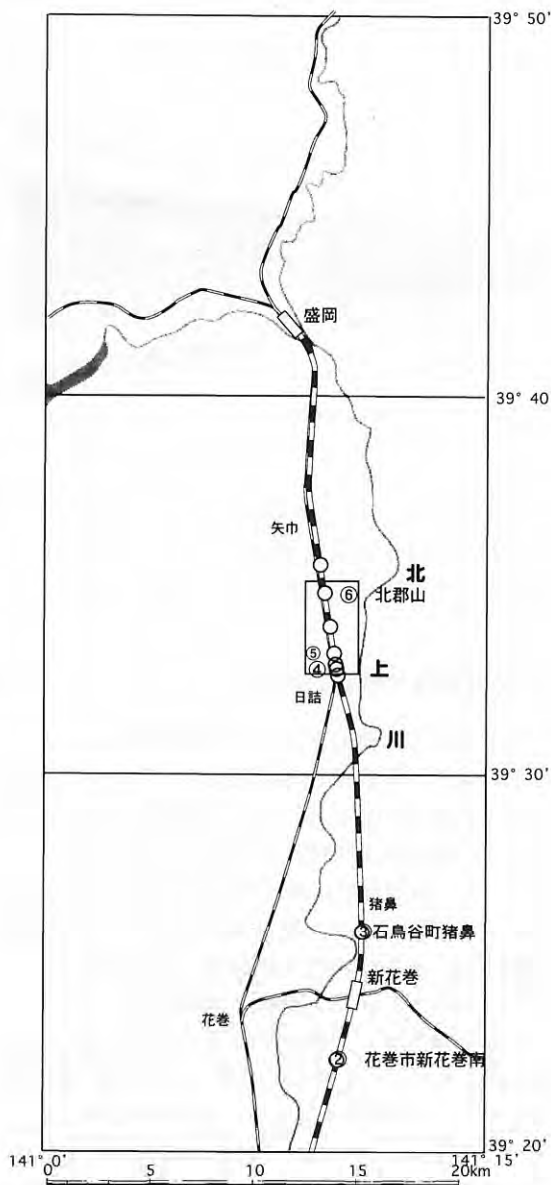 39° 50'
盛岡
39° 40'
矢巾
北
⑥ 北郡山
⑤
④
上
日詰
川
39° 30'
猪鼻
③ 石鳥谷町猪鼻
新花巻
花巻
② 花巻市新花巻南
39° 20'
141° 00' 141° 15'
5 10 15 20km